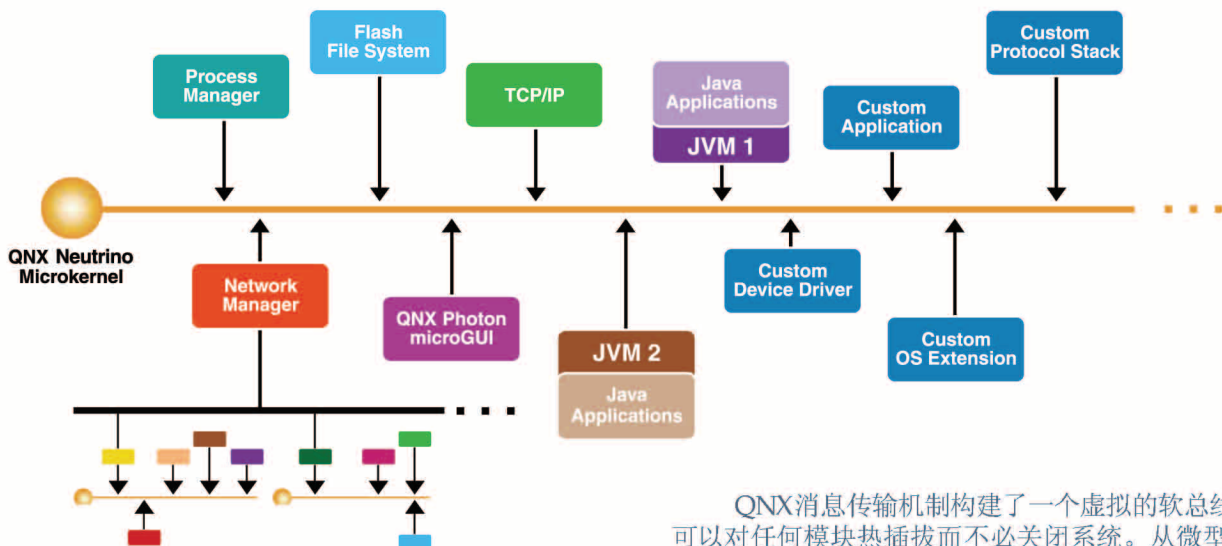 Flash
File System
Custom
Protocol Stack
Process
Manager
TCP/IP
Java
Applications
JVM 1
Custom
Application
QNX Neutrino
Microkernel
Network
Manager
QNX Photon
microGUI
JVM 2
Java
Applications
Custom
Device Driver
Custom
OS Extension
QNX消息传输机制构建了一个虚拟的软总线
可以对任何模块热插拔而不必关闭系统。从微型